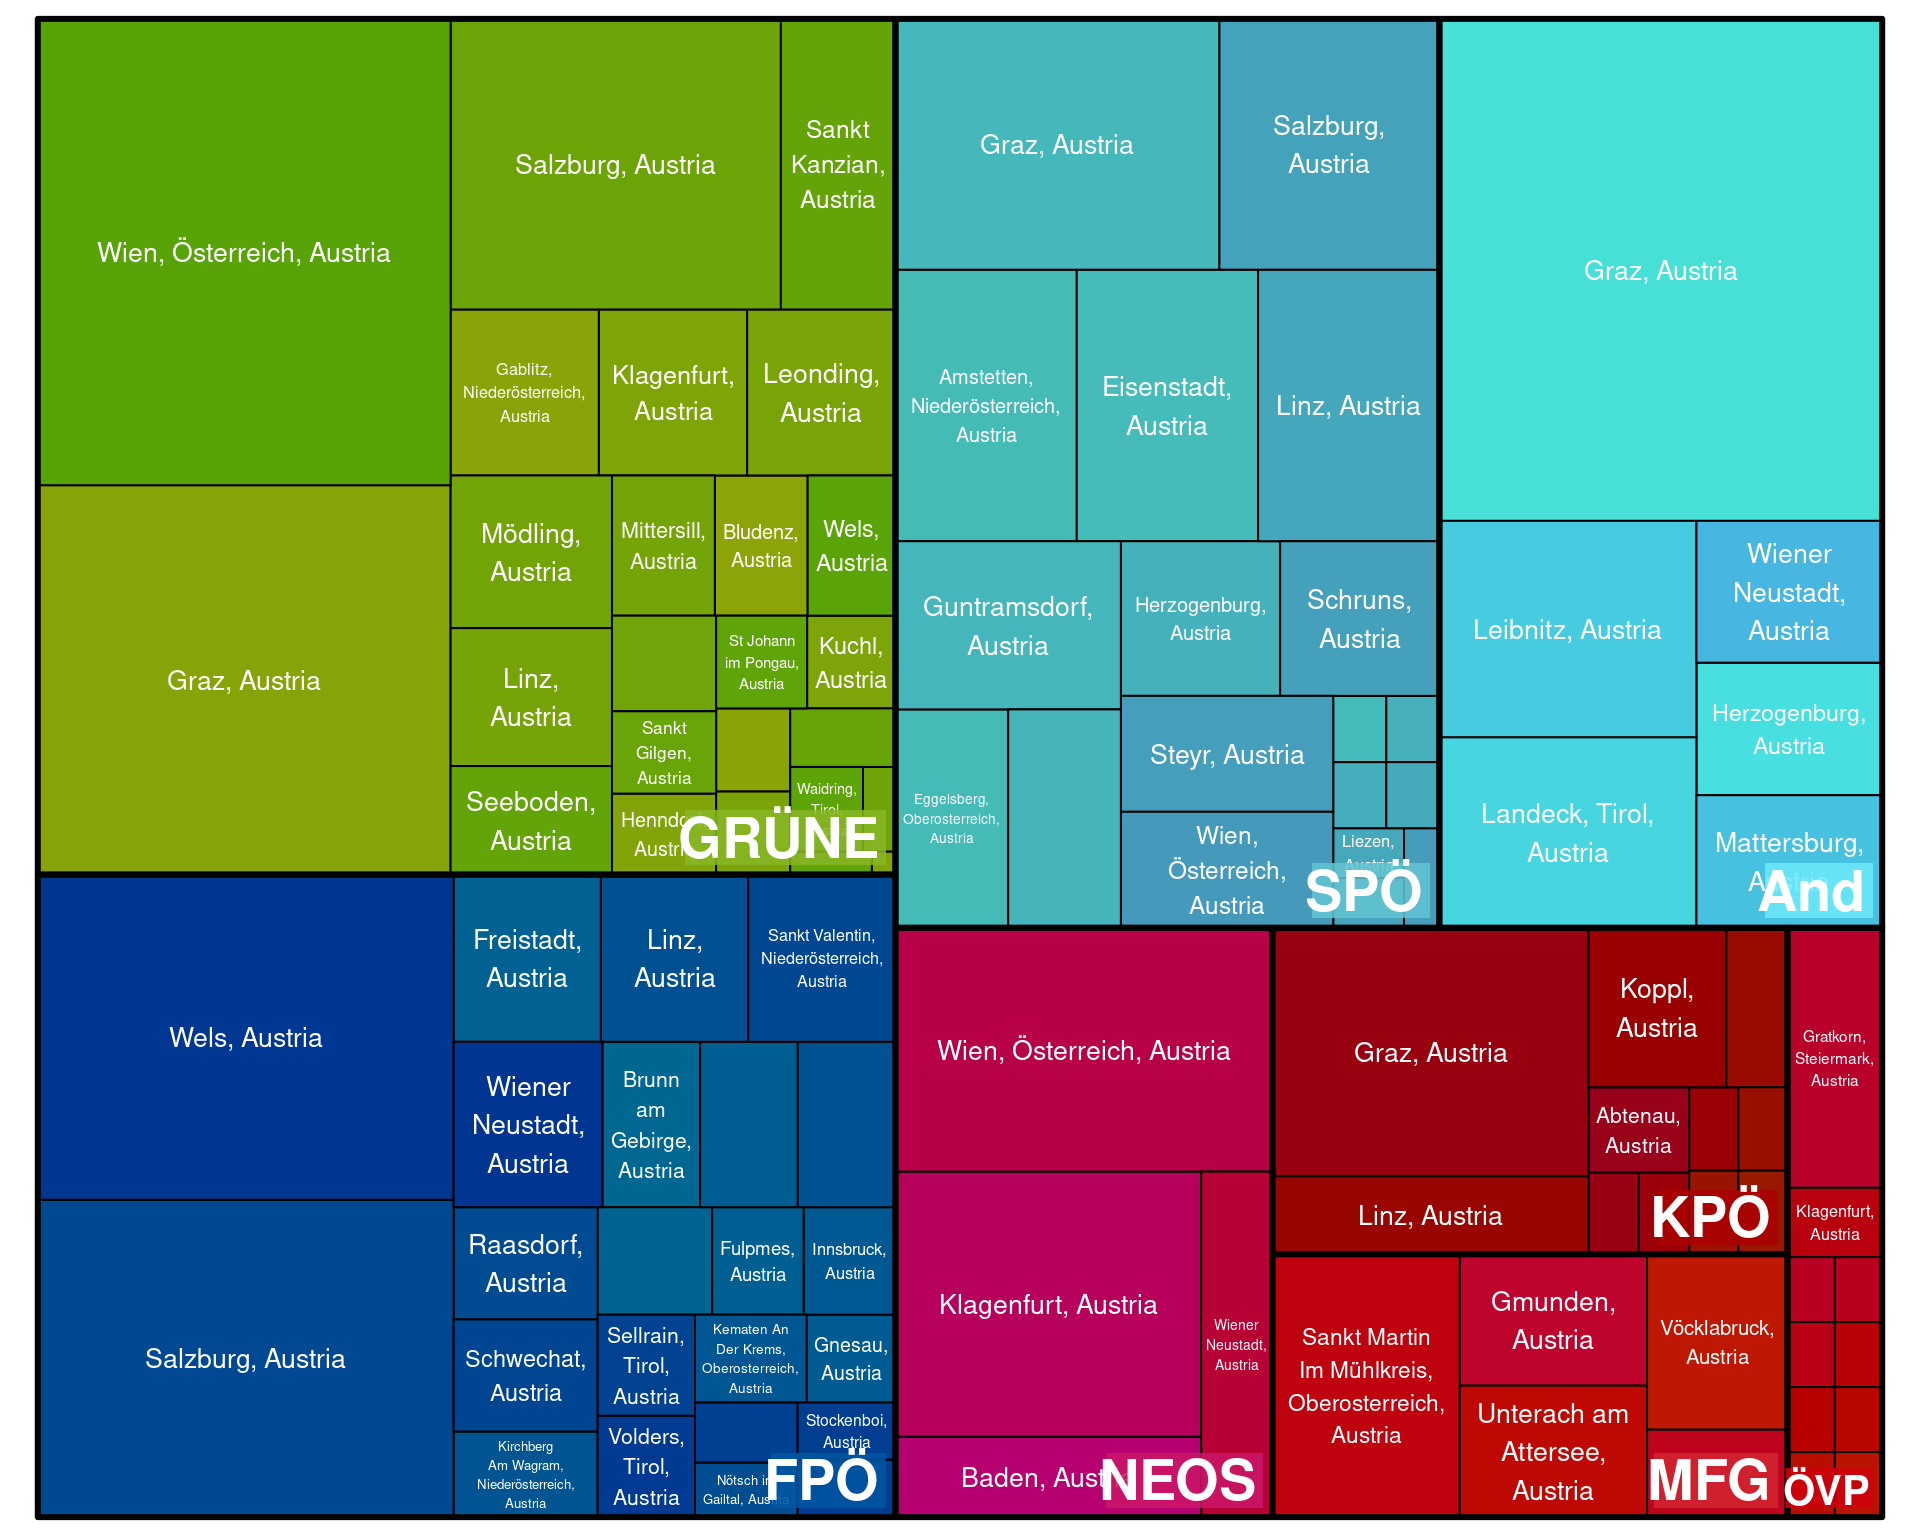 Wien, Österreich, Austria
Graz, Austria
Salzburg, Austria
Sankt
Kanzian,
Austria
Gablitz,
Niederösterreich,
Austria
Klagenfurt,
Austria
Leonding,
Austria
Mödling,
Austria
Mittersill,
Austria
Bludenz,
Austria
Wels,
Austria
Linz,
Austria
St Johann
im Pongau,
Austria
Kuchl,
Austria
Sankt
Gilgen,
Austria
Seeboden,
Austria
Waidring,
Tirol,
GRÜNE
Graz, Austria
Salzburg,
Austria
Amstetten,
Niederösterreich,
Austria
Eisenstadt,
Austria
Linz, Austria
Guntramsdorf,
Austria
Herzogenburg,
Austria
Schruns,
Austria
Eggelsberg,
Oberosterreich,
Austria
Steyr, Austria
Wien,
Österreich,
Austria
Liezen,
Austria
SPÖ
Graz, Austria
Leibnitz, Austria
Wiener
Neustadt,
Austria
Herzogenburg,
Austria
Landeck, Tirol,
Austria
Mattersburg,
And
Wels, Austria
Salzburg, Austria
Freistadt,
Austria
Linz,
Austria
Sankt Valentin,
Niederösterreich,
Austria
Wiener
Neustadt,
Austria
Brunn
am
Gebirge,
Austria
Raasdorf,
Austria
Fulpmes,
Austria
Innsbruck,
Austria
Schwechat,
Austria
Sellrain,
Tirol,
Austria
Kematen An
Der Krems,
Oberosterreich,
Austria
Gnesau,
Austria
Kirchberg
Am Wagram,
Niederösterreich,
Austria
Volders,
Tirol,
Austria
Stockenboi,
Austria
Nötsch im
Gailtal, Austria
FPÖ
Wien, Österreich, Austria
Klagenfurt, Austria
Wiener
Neustadt,
Austria
Baden, Austria
NEOS
Graz, Austria
Koppl,
Austria
Abtenau,
Austria
Linz, Austria
KPÖ
Sankt Martin
Im Mühlkreis,
Oberosterreich,
Austria
Gmunden,
Austria
Vöcklabruck,
Austria
Unterach am
Attersee,
Austria
MFG
Gratkorn,
Steiermark,
Austria
Klagenfurt,
Austria
ÖVP